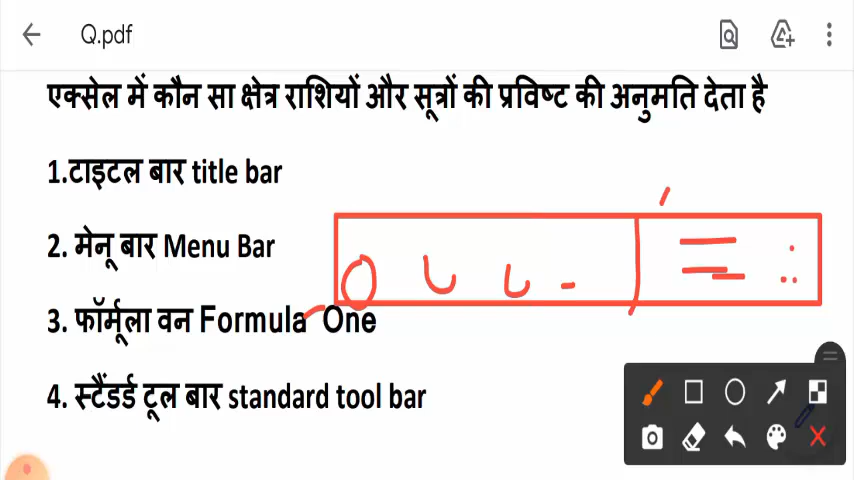 Q.pdf
एक्सेल में कौन सा क्षेत्र राशियों और सूत्रों की प्रविष्ट की अनुमति देता है
1.टाइटल बार title bar
2. मेनू बार Menu Bar
3. फॉर्मूला वन Formula One
4. स्टैंडर्ड टूल बार standard tool bar